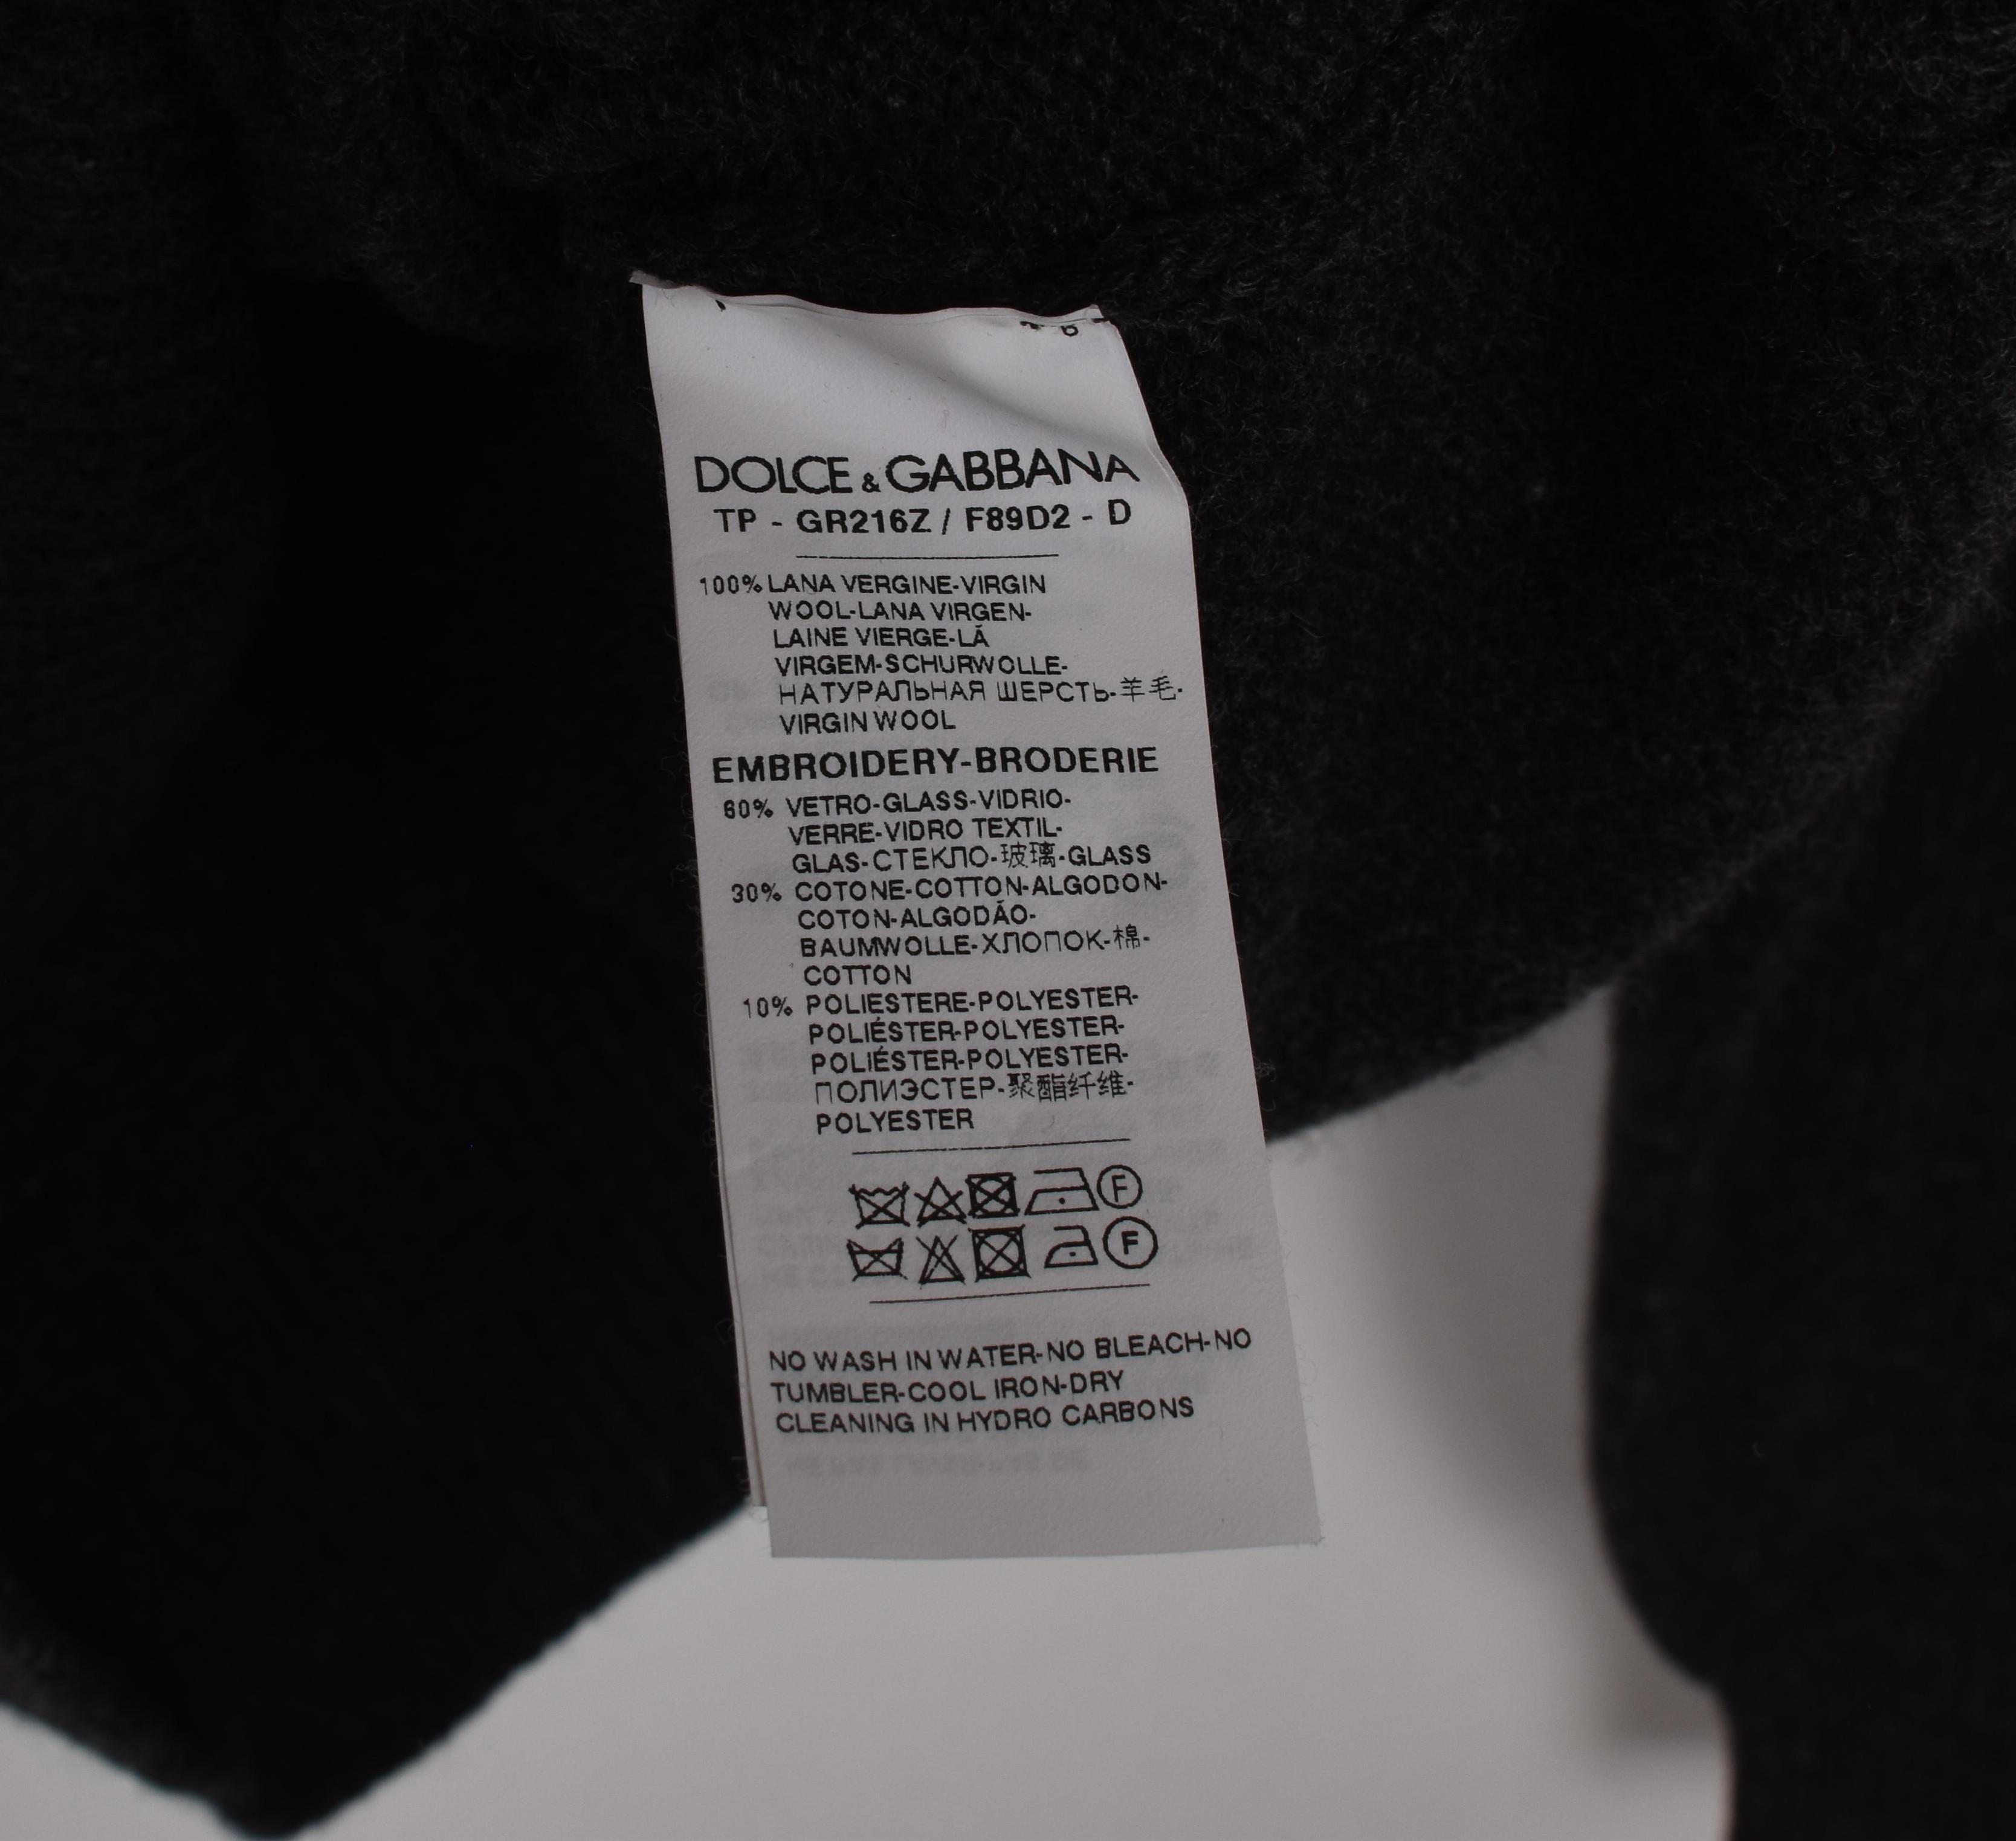 DOLCE & GABBANA
TP - GR216Z / F89D2 - D
100% LANA VERGINE-VIRGIN
WOOL-LANA VIRGEN-
LAINE VIERGE-LÃ
VIRGEM-SCHURWOLLE-
НАТУРАЛЬНАЯ ШЕРСТЬ-羊毛-
VIRGIN WOOL
EMBROIDERY-BRODERIE
60% VETRO-GLASS-VIDRIO-
VERRE-VIDRO TEXTIL-
GLAS-СТЕКЛО-玻璃-GLASS
30% COTONE-COTTON-ALGODON-
COTON-ALGODÃO-
BAUMWOLLE-ХЛОПОК-棉-
COTTON
10% POLIESTERE-POLYESTER-
POLIÉSTER-POLYESTER-
POLIÉSTER-POLYESTER-
ПОЛИЭСТЕР-聚酯纤维-
POLYESTER
F
F
NO WASH IN WATER-NO BLEACH-NO
TUMBLER-COOL IRON-DRY
CLEANING IN HYDRO CARBONS